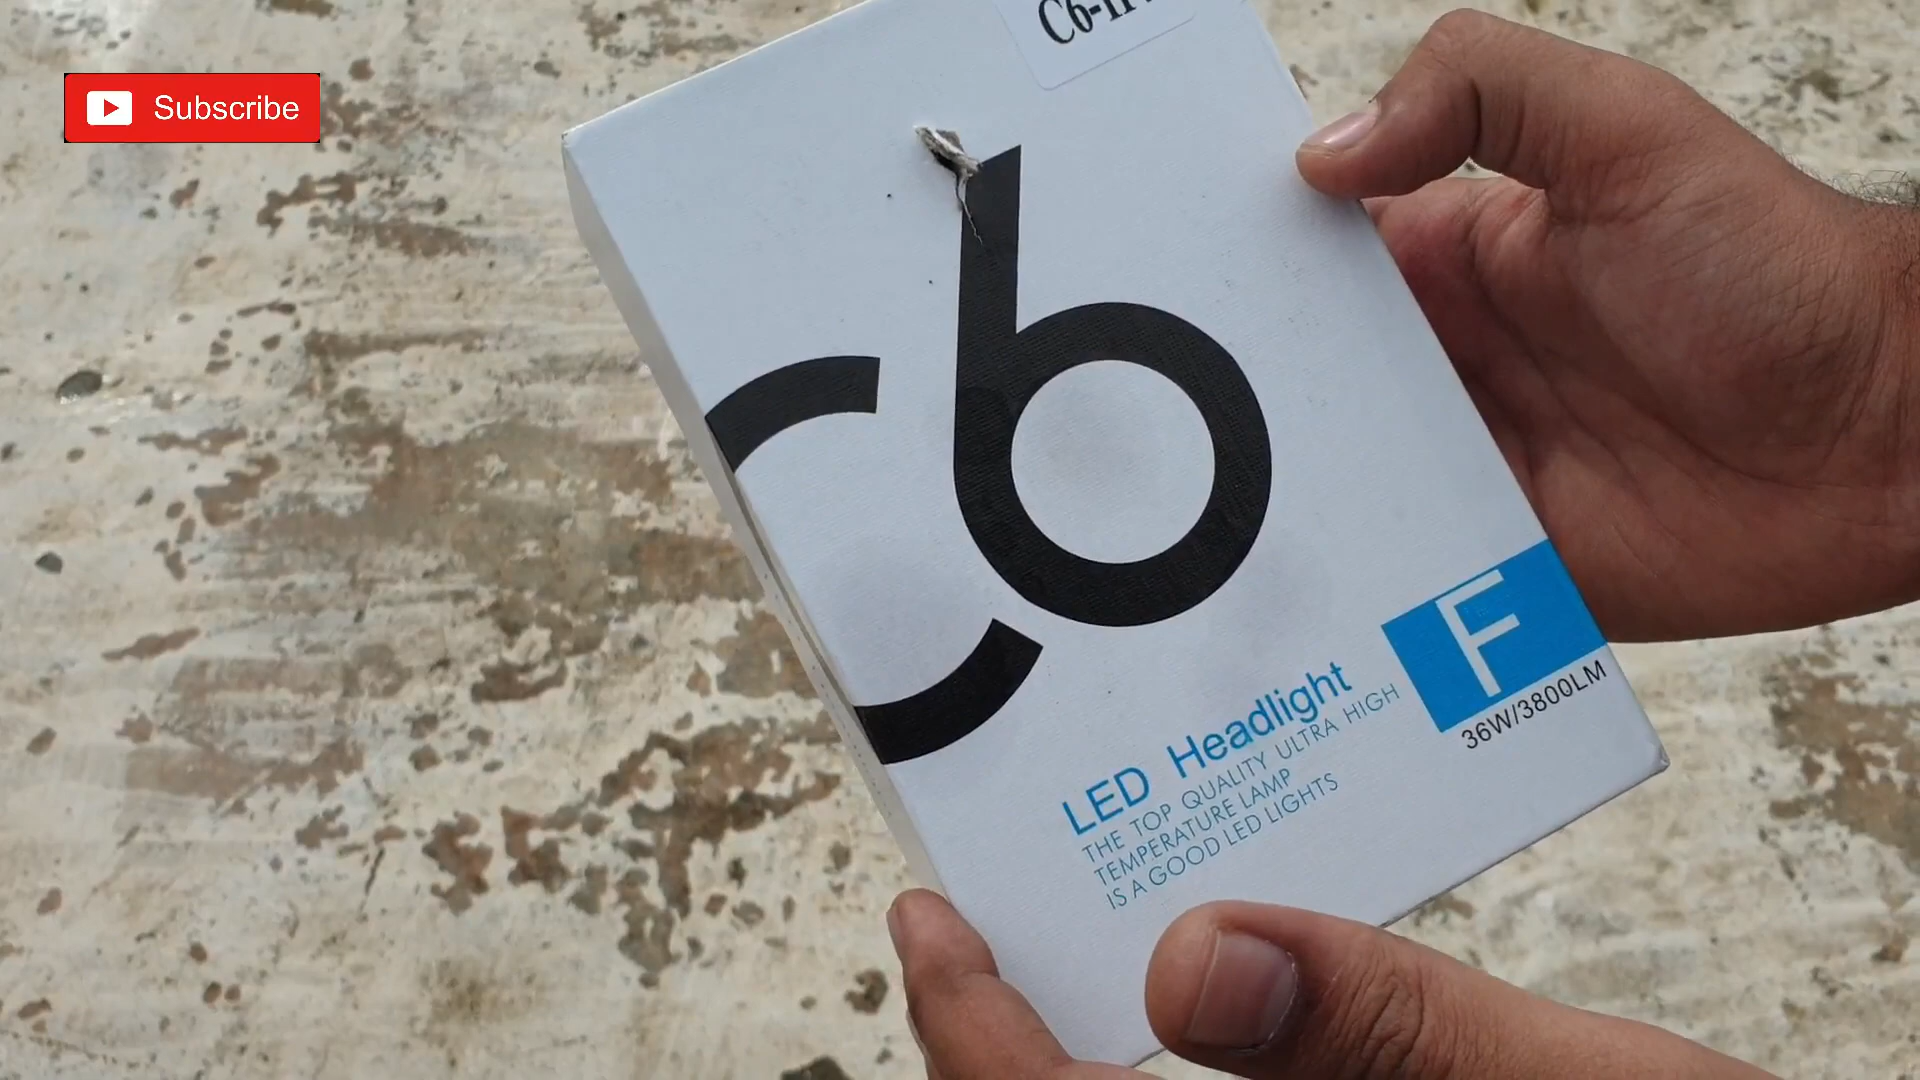 Subscribe
C6
F
36W/3800LM
LED Headlight
THE TOP QUALITY ULTRA HIGH
TEMPERATURE LAMP
IS A GOOD LED LIGHTS